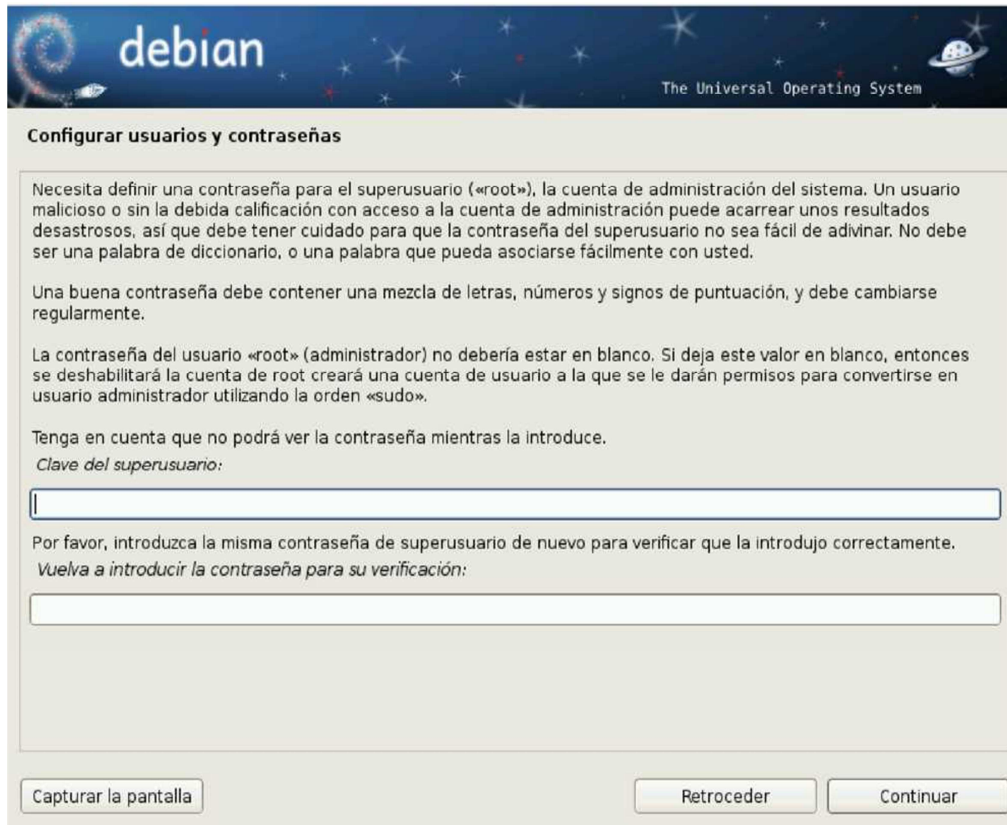 debian
The Universal Operating System
Configurar usuarios y contraseñas
Necesita definir una contraseña para el superusuario («root»), la cuenta de administración del sistema. Un usuario
malicioso o sin la debida calificación con acceso a la cuenta de administración puede acarrear unos resultados
desastrosos, así que debe tener cuidado para que la contraseña del superusuario no sea fácil de adivinar. No debe
ser una palabra de diccionario, o una palabra que pueda asociarse fácilmente con usted.
Una buena contraseña debe contener una mezcla de letras, números y signos de puntuación, y debe cambiarse
regularmente.
La contraseña del usuario «root» (administrador) no debería estar en blanco. Si deja este valor en blanco, entonces
se deshabilitará la cuenta de root creará una cuenta de usuario a la que se le darán permisos para convertirse en
usuario administrador utilizando la orden «sudo».
Tenga en cuenta que no podrá ver la contraseña mientras la introduce.
Clave del superusuario:
Por favor, introduzca la misma contraseña de superusuario de nuevo para verificar que la introdujo correctamente.
Vuelva a introducir la contraseña para su verificación:
Capturar la pantalla
Retroceder
Continuar